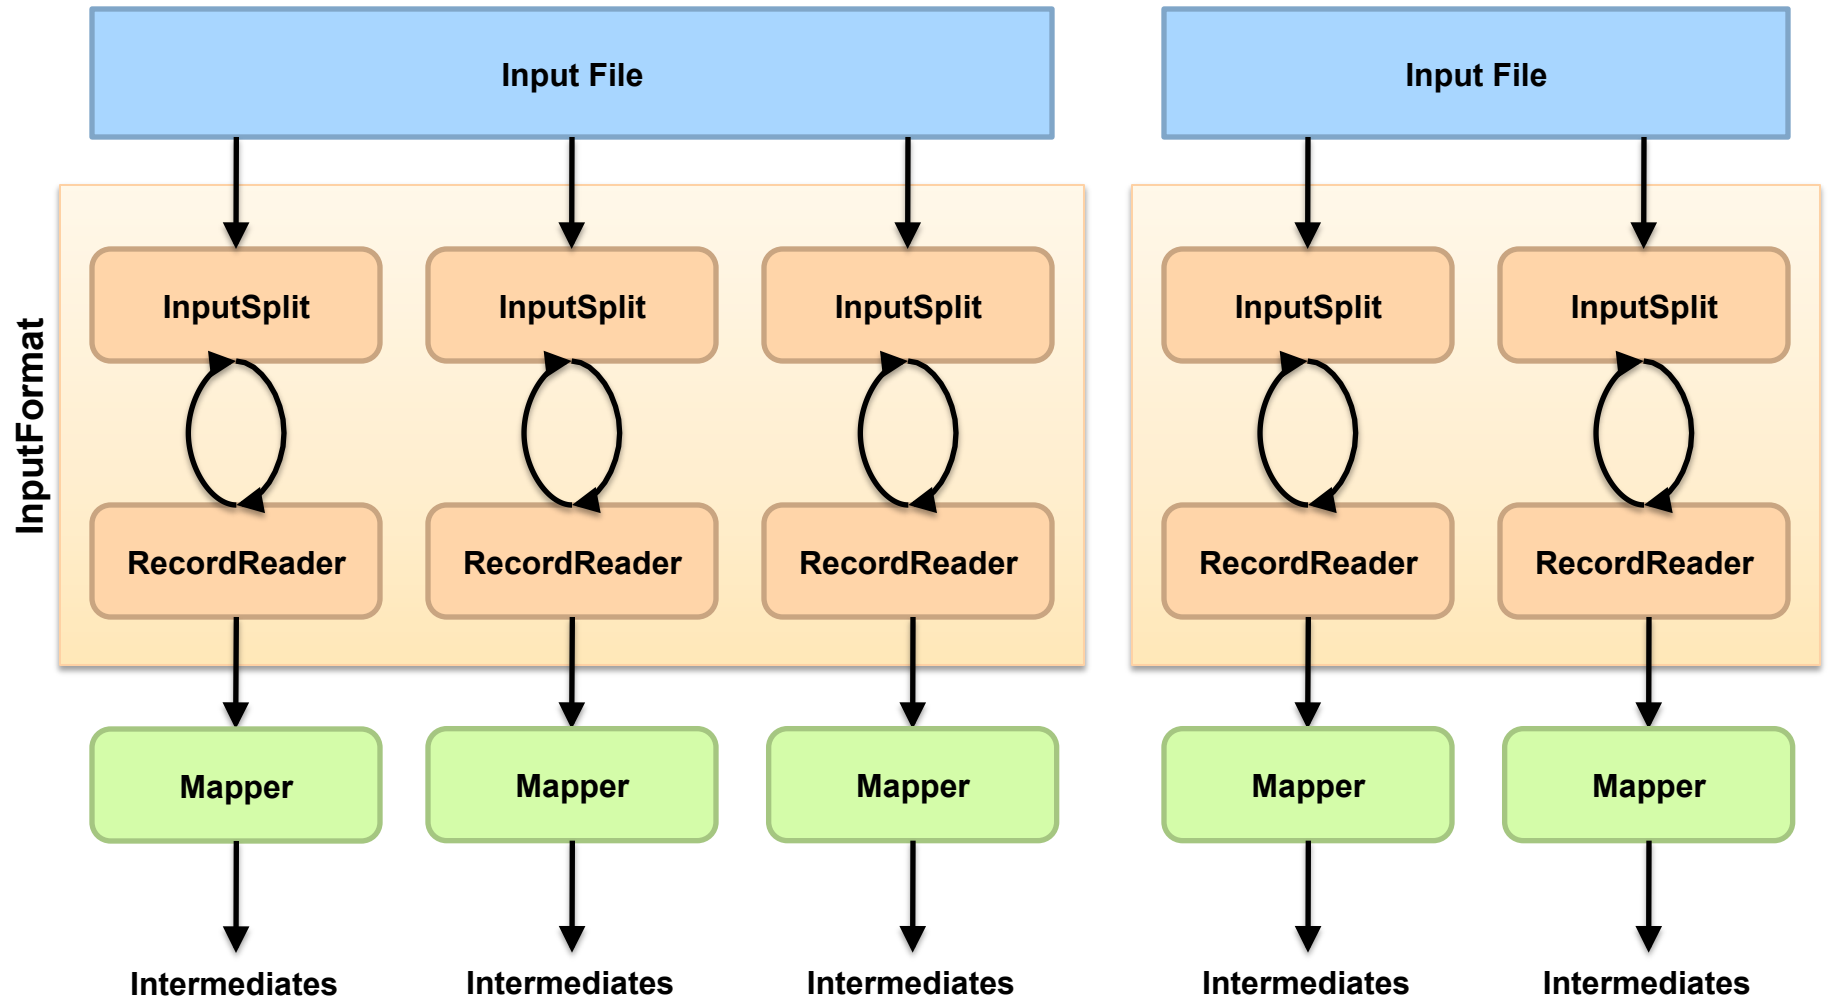 Input File
Input File
InputFormat
InputSplit
InputSplit
InputSplit
InputSplit
InputSplit
RecordReader
RecordReader
RecordReader
RecordReader
RecordReader
Mapper
Mapper
Mapper
Mapper
Mapper
Intermediates
Intermediates
Intermediates
Intermediates
Intermediates